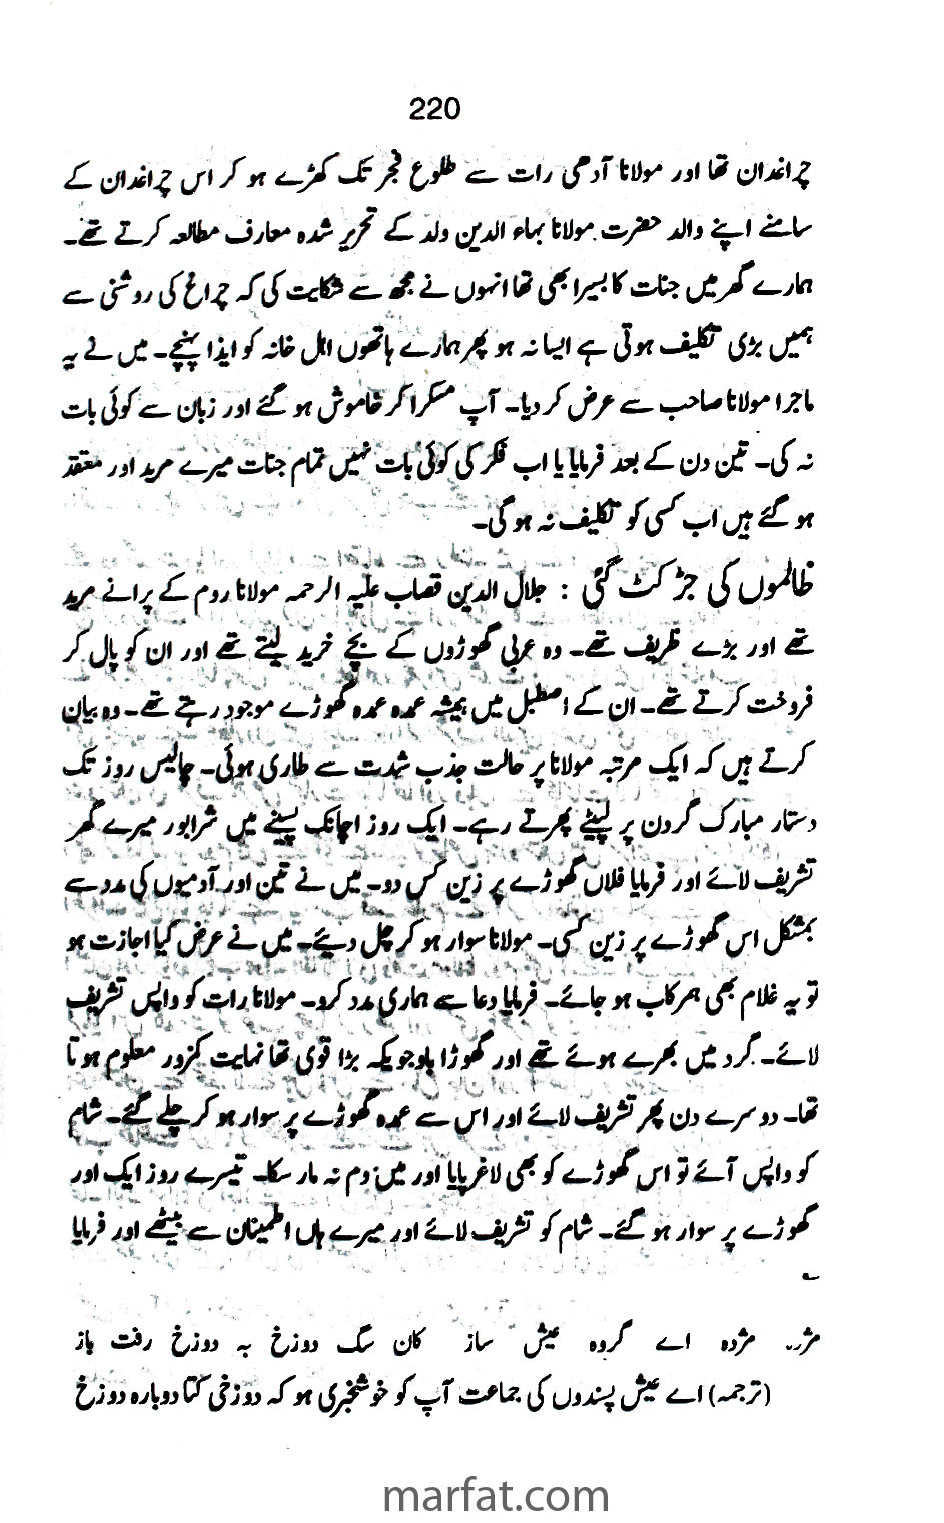 220
چراغدان تھا اور مولانا آدھی رات سے طلوع فجر تک کھڑے ہو کر اس چراغدان کے
سامنے اپنے والد حضرت مولانا بہاء الدین ولد کے تحریر شدہ معارف مطالعہ کرتے تھے۔
ہمارے گھر میں جنات کا بسیرا بھی تھا انہوں نے مجھ سے شکایت کی کہ چراغ کی روشنی سے
ہمیں بڑی تکلیف ہوتی ہے ایسا نہ ہو پھر ہمارے ہاتھوں اہل خانہ کو ایذا پہنچے۔ میں نے یہ
ماجرا مولانا صاحب سے عرض کر دیا۔ آپ مسکرا کر خاموش ہو گئے اور زبان سے کوئی بات
نہ کی۔ تین دن کے بعد فرمایا یا اب فکر کی کوئی بات نہیں تمام جنات میرے مرید اور معتقد
ہو گئے ہیں اب کسی کو تکلیف نہ ہو گی۔
ظالموں کی جڑ کٹ گئی : جلال الدین قصاب علیہ الرحمہ مولانا روم کے پرانے مرید
تھے اور بڑے ظریف تھے۔ وہ عربی گھوڑوں کے بچے خرید لیتے تھے اور ان کو پال کر
فروخت کرتے تھے۔ ان کے اصطبل میں ہمیشہ عمدہ عمدہ گھوڑے موجود رہتے تھے۔ وہ بیان
کرتے ہیں کہ ایک مرتبہ مولانا پر حالت جذب شدت سے طاری ہوئی۔ چالیس روز تک
دستار مبارک گردن پر لپیٹے پھرتے رہے۔ ایک روز اچانک پسینے میں شرابور میرے گھر
تشریف لائے اور فرمایا فلاں گھوڑے پر زین کس دو۔ میں نے تین اور آدمیوں کی مدد سے
بمشکل اس گھوڑے پر زین کسی۔ مولانا سوار ہو کر چل دیئے۔ میں نے عرض کیا اجازت ہو
تو یہ غلام بھی ہمرکاب ہو جائے۔ فرمایا دعا سے ہماری مدد کرو۔ مولانا رات کو واپس تشریف
لائے۔ گرد میں بھرے ہوئے تھے اور گھوڑا باوجویکہ بڑا قوی تھا نہایت کمزور معلوم ہوتا
تھا۔ دوسرے دن پھر تشریف لائے اور اس سے عمدہ گھوڑے پر سوار ہو کر چلے گئے۔ شام
کو واپس آئے تو اس گھوڑے کو بھی لاغر پایا اور میں دم نہ مار سکا۔ تیسرے روز ایک اور
گھوڑے پر سوار ہو گئے۔ شام کو تشریف لائے اور میرے ہاں اطمینان سے بیٹھے اور فرمایا
؎
مژدہ اے گروہ عیش ساز کان سگ دوزخ بہ دوزخ رفت باز
(ترجمہ) اے عیش پسندوں کی جماعت آپ کو خوشخبری ہو کہ دوزخی کتا دوبارہ دوزخ
marfat.com